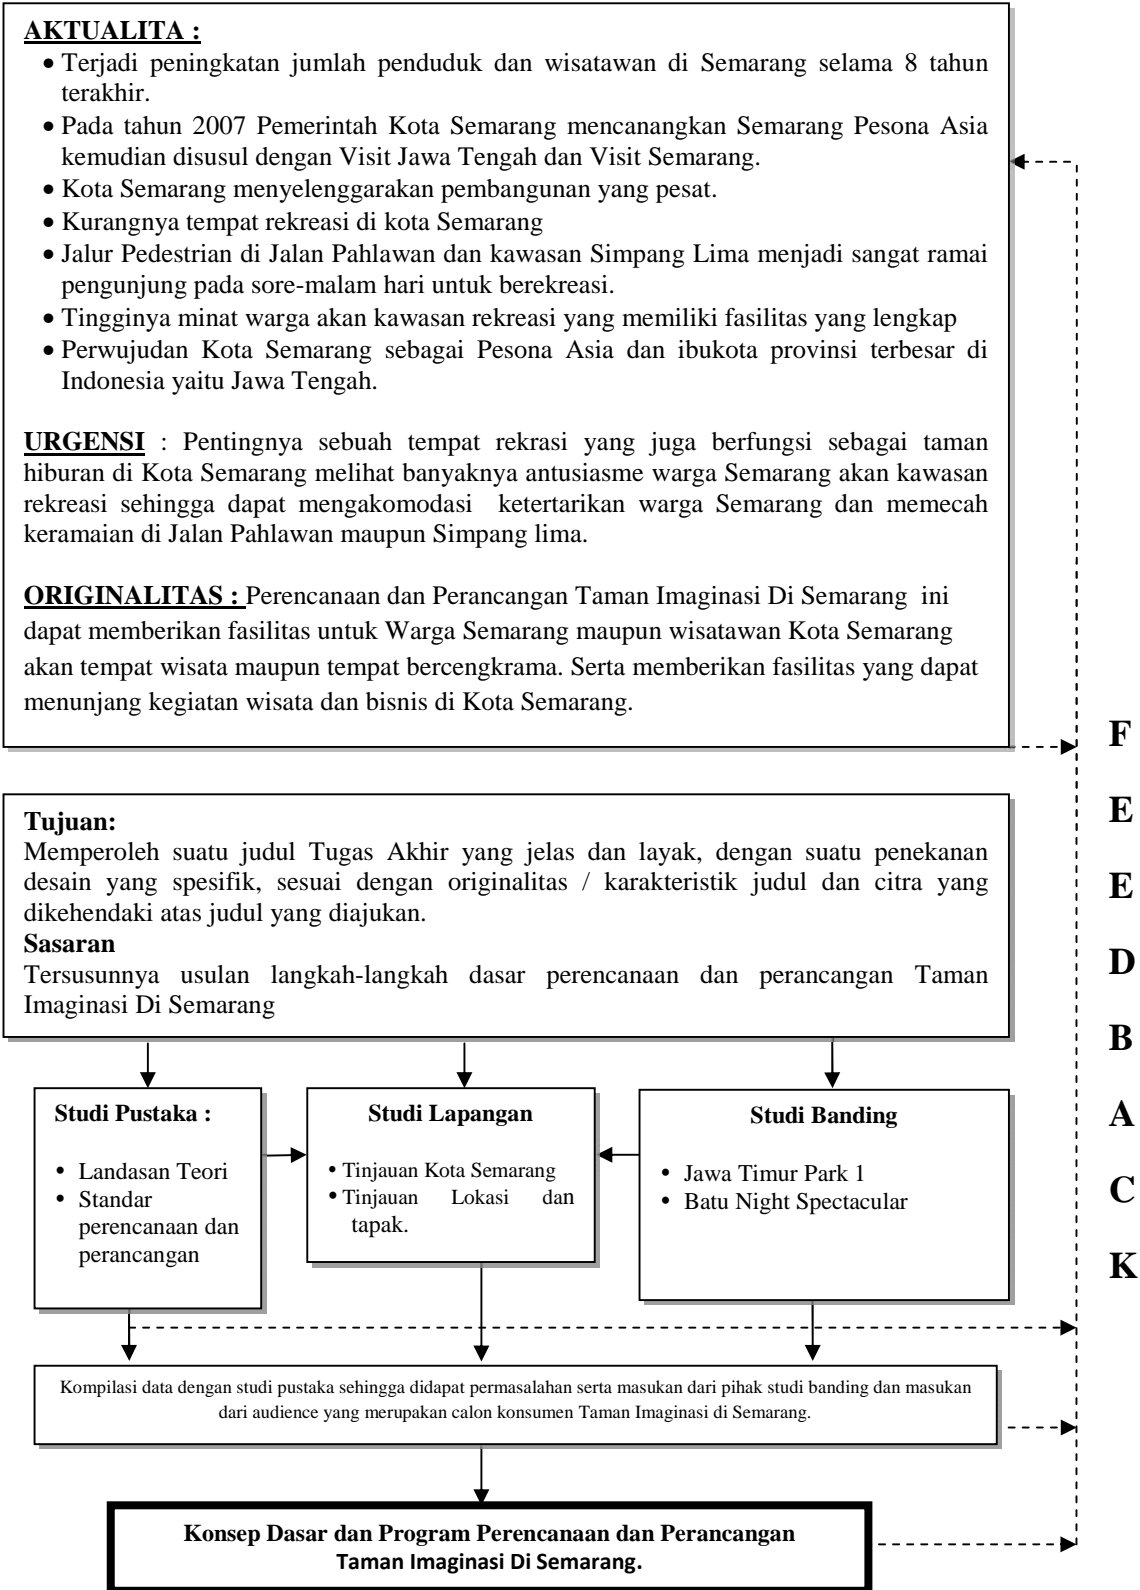 AKTUALITA :
• Terjadi peningkatan jumlah penduduk dan wisatawan di Semarang selama 8 tahun
terakhir.
• Pada tahun 2007 Pemerintah Kota Semarang mencanangkan Semarang Pesona Asia
kemudian disusul dengan Visit Jawa Tengah dan Visit Semarang.
• Kota Semarang menyelenggarakan pembangunan yang pesat.
• Kurangnya tempat rekreasi di kota Semarang
• Jalur Pedestrian di Jalan Pahlawan dan kawasan Simpang Lima menjadi sangat ramai
pengunjung pada sore-malam hari untuk berekreasi.
• Tingginya minat warga akan kawasan rekreasi yang memiliki fasilitas yang lengkap
• Perwujudan Kota Semarang sebagai Pesona Asia dan ibukota provinsi terbesar di
Indonesia yaitu Jawa Tengah.
URGENSI : Pentingnya sebuah tempat rekrasi yang juga berfungsi sebagai taman
hiburan di Kota Semarang melihat banyaknya antusiasme warga Semarang akan kawasan
rekreasi sehingga dapat mengakomodasi ketertarikan warga Semarang dan memecah
keramaian di Jalan Pahlawan maupun Simpang lima.
ORIGINALITAS : Perencanaan dan Perancangan Taman Imaginasi Di Semarang ini
dapat memberikan fasilitas untuk Warga Semarang maupun wisatawan Kota Semarang
akan tempat wisata maupun tempat bercengkrama. Serta memberikan fasilitas yang dapat
menunjang kegiatan wisata dan bisnis di Kota Semarang.
Tujuan:
Memperoleh suatu judul Tugas Akhir yang jelas dan layak, dengan suatu penekanan
desain yang spesifik, sesuai dengan originalitas / karakteristik judul dan citra yang
dikehendaki atas judul yang diajukan.
Sasaran
Tersusunnya usulan langkah-langkah dasar perencanaan dan perancangan Taman
Imaginasi Di Semarang
Studi Pustaka :
• Landasan Teori
• Standar
perencanaan dan
perancangan
Studi Lapangan
• Tinjauan Kota Semarang
• Tinjauan Lokasi dan
tapak.
Studi Banding
• Jawa Timur Park 1
• Batu Night Spectacular
Kompilasi data dengan studi pustaka sehingga didapat permasalahan serta masukan dari pihak studi banding dan masukan
dari audience yang merupakan calon konsumen Taman Imaginasi di Semarang.
Konsep Dasar dan Program Perencanaan dan Perancangan
Taman Imaginasi Di Semarang.
F
E
E
D
B
A
C
K